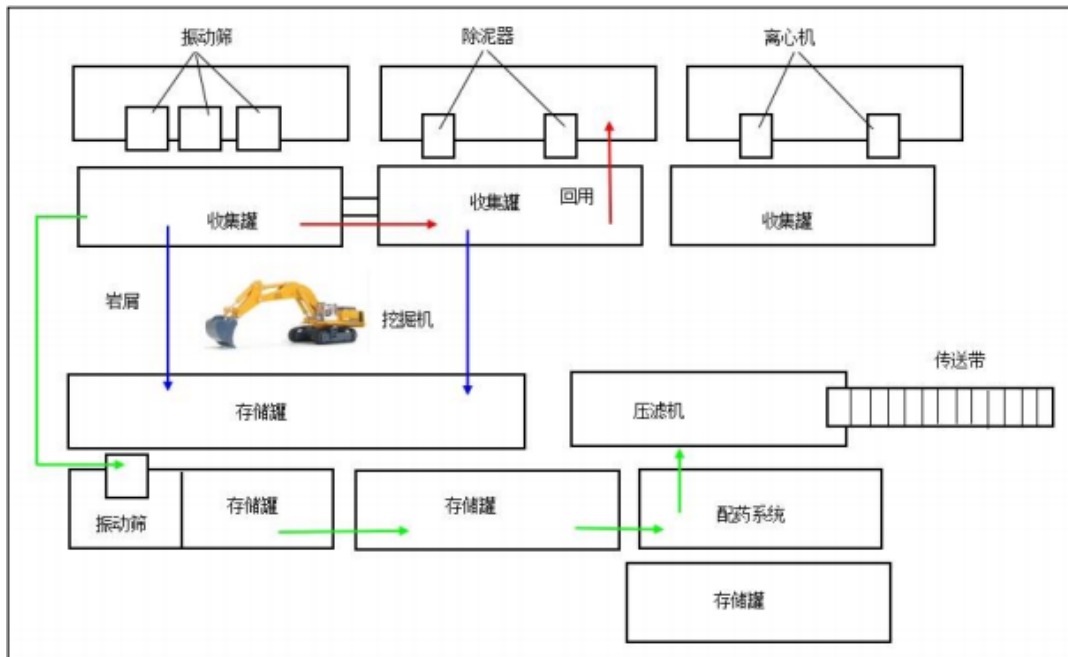 振动筛
除泥器
离心机
收集罐
收集罐
回用
收集罐
岩屑
挖掘机
传送带
存储罐
压滤机
振动筛
存储罐
存储罐
配药系统
存储罐